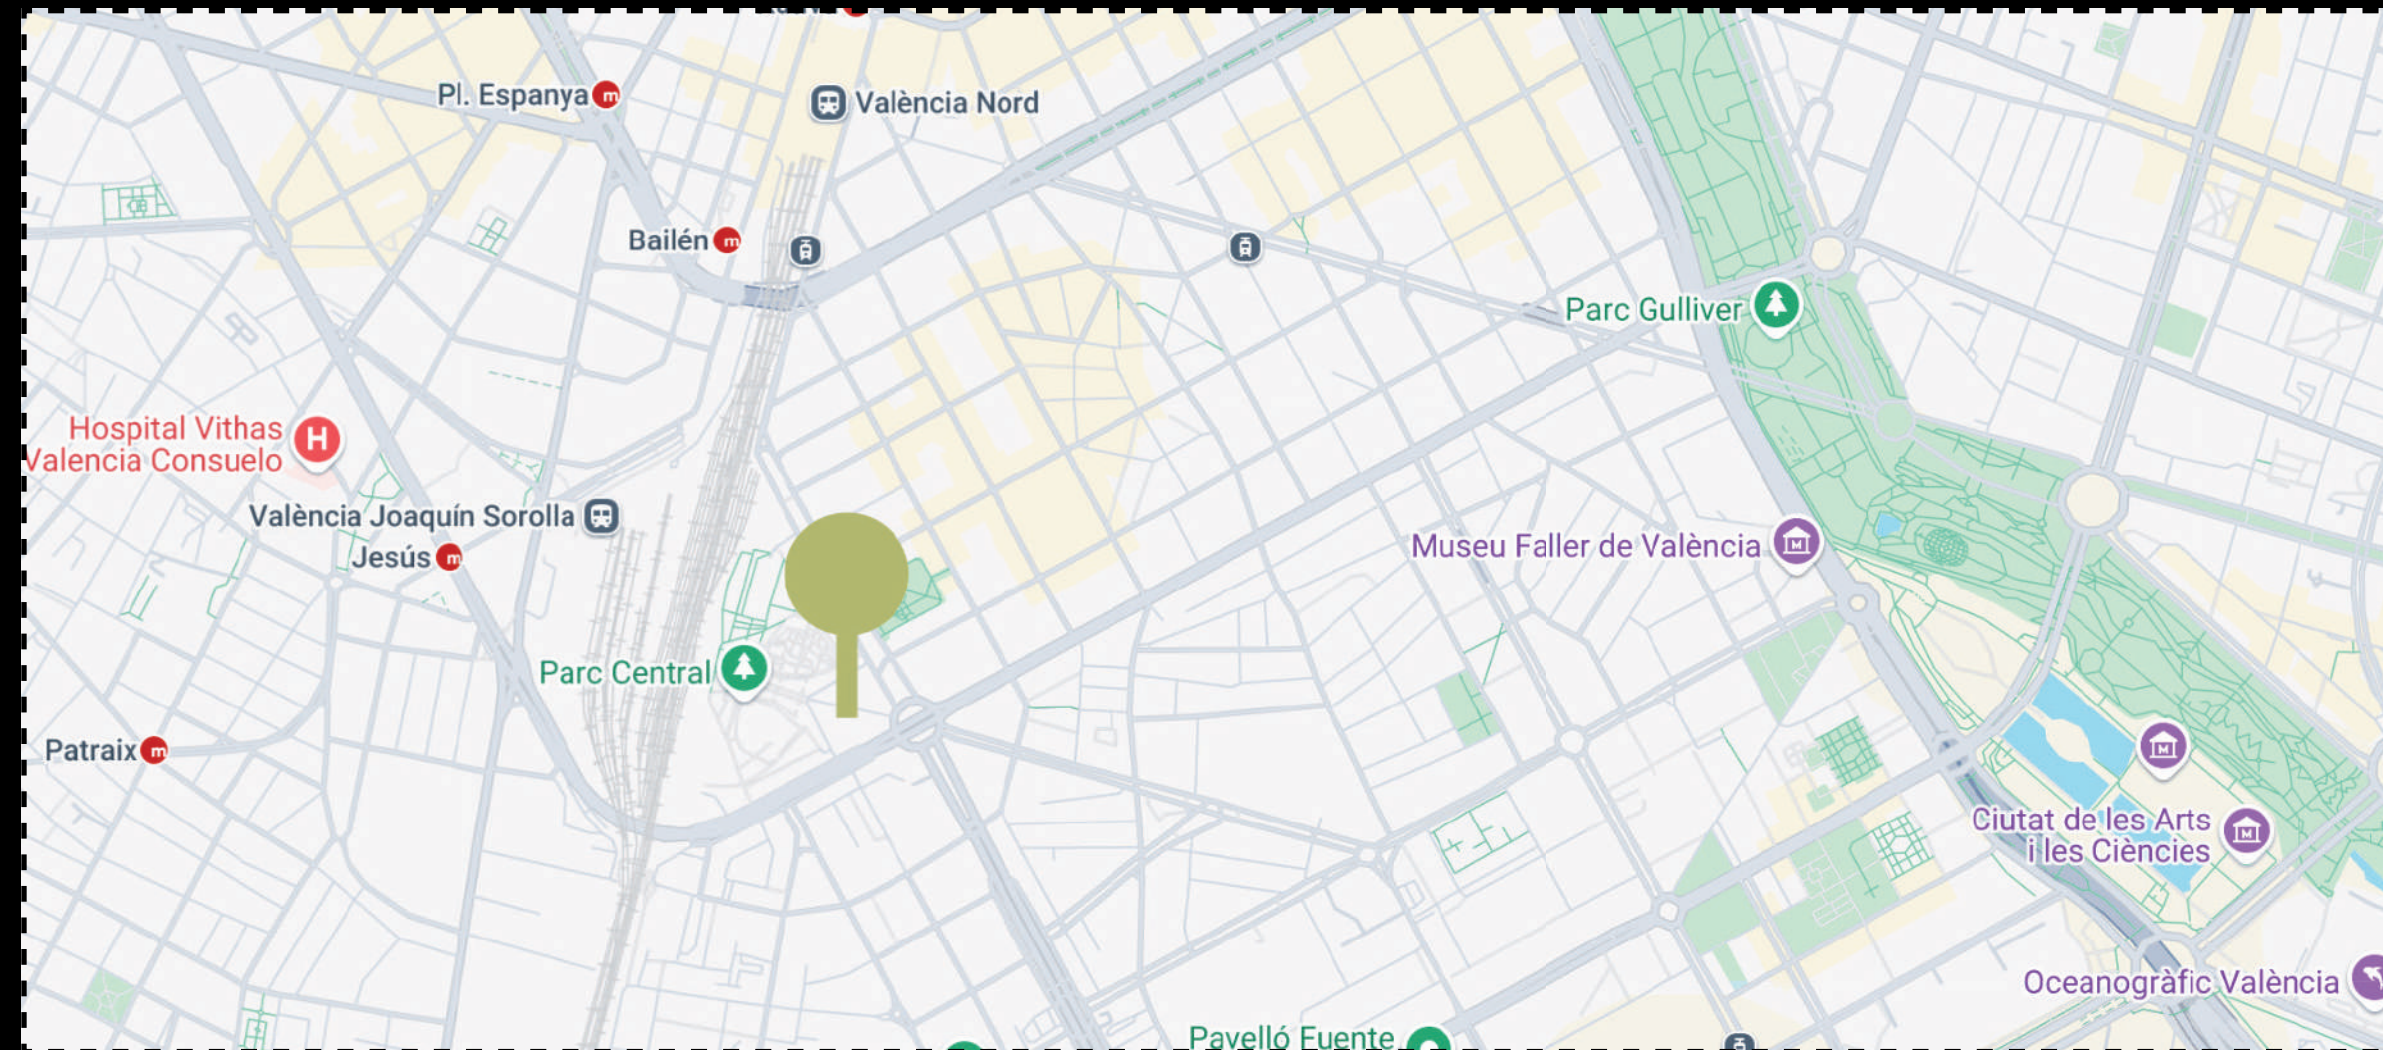 Pl. Espanya
València Nord
Bailén
Parc Gulliver
Hospital Vithas
Valencia Consuelo
València Joaquín Sorolla
Jesús
Museu Faller de València
Parc Central
Patraix
Ciutat de les Arts
i les Ciències
Oceanogràfic València
Pavelló Fuente